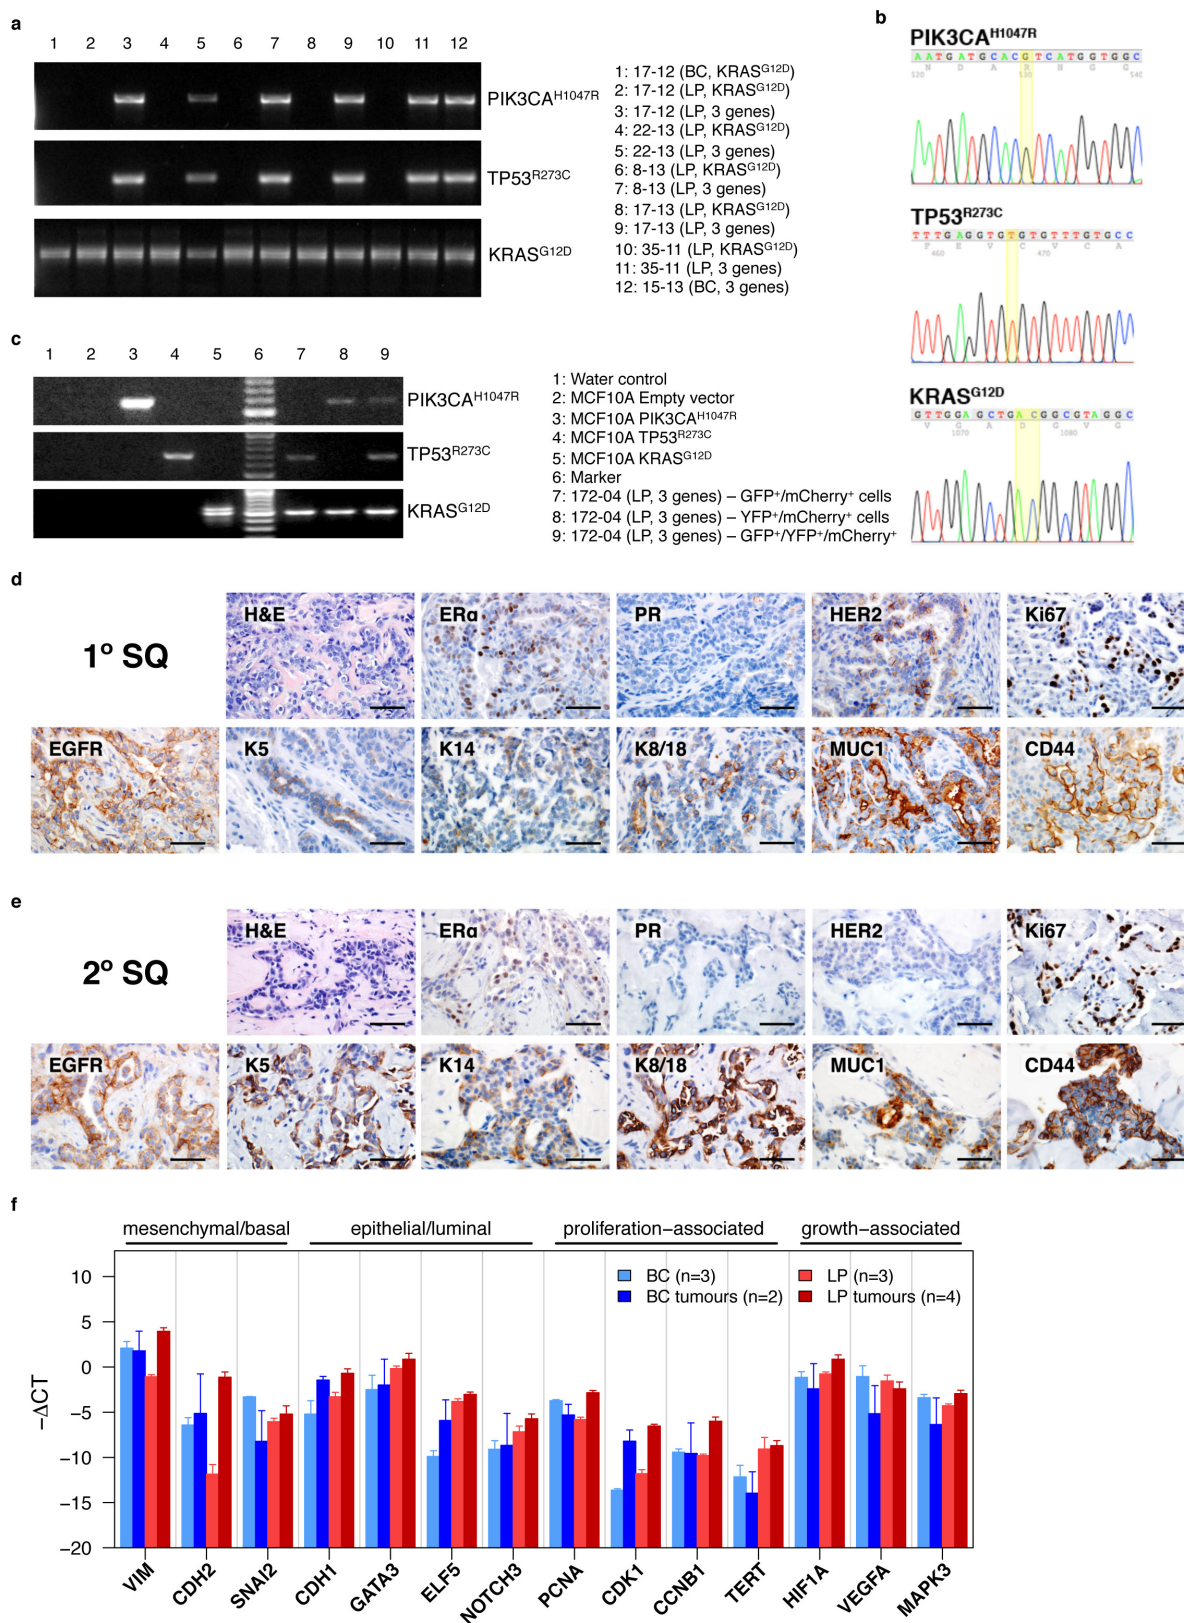 a
1 2 3 4 5 6 7 8 9 10 11 12
PIK3CAH1047R
TP53R273C
KRASG12D
1: 17-12 (BC, KRASG12D)
2: 17-12 (LP, KRASG12D)
3: 17-12 (LP, 3 genes)
4: 22-13 (LP, KRASG12D)
5: 22-13 (LP, 3 genes)
6: 8-13 (LP, KRASG12D)
7: 8-13 (LP, 3 genes)
8: 17-13 (LP, KRASG12D)
9: 17-13 (LP, 3 genes)
10: 35-11 (LP, KRASG12D)
11: 35-11 (LP, 3 genes)
12: 15-13 (BC, 3 genes)
b
PIK3CAH1047R
A A T G A T G C A C G T C A T G G T G G C
N D A R H G G
520 530 540
TP53R273C
T T T G A G G T G T G T G T T T G T G C C
F E V C V C A
460 470
KRASG12D
G T T G G A G C T G A C G G C G T A G G C
V G A D G V G
1070 1080
c
1 2 3 4 5 6 7 8 9
PIK3CAH1047R
TP53R273C
KRASG12D
1: Water control
2: MCF10A Empty vector
3: MCF10A PIK3CAH1047R
4: MCF10A TP53R273C
5: MCF10A KRASG12D
6: Marker
7: 172-04 (LP, 3 genes) – GFP+/mCherry+ cells
8: 172-04 (LP, 3 genes) – YFP+/mCherry+ cells
9: 172-04 (LP, 3 genes) – GFP+/YFP+/mCherry+
d
1º SQ
H&E ERα PR HER2 Ki67
EGFR K5 K14 K8/18 MUC1 CD44
e
2º SQ
H&E ERα PR HER2 Ki67
EGFR K5 K14 K8/18 MUC1 CD44
f
mesenchymal/basal epithelial/luminal proliferation–associated growth–associated
BC (n=3) LP (n=3)
BC tumours (n=2) LP tumours (n=4)
10
5
0
−5
−10
−15
−20
−ΔCT
VIM CDH2 SNAI2 CDH1 GATA3 ELF5 NOTCH3 PCNA CDK1 CCNB1 TERT HIF1A VEGFA MAPK3